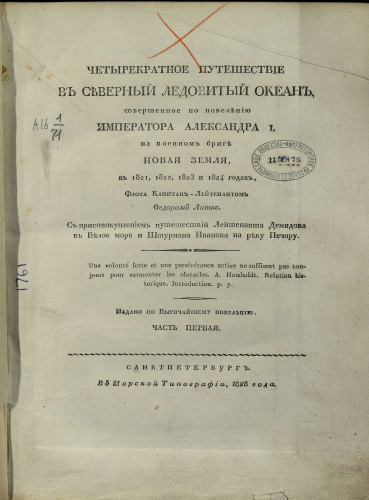 ЧЕТЫРЕКРАТНОЕ ПУТЕШЕСТВІЕ
ВЪ СѢВЕРНЫЙ ЛЕДОВИТЫЙ ОКЕАНЪ,
совершенное по повелѣнію
ИМПЕРАТОРА АЛЕКСАНДРА I,
на военномъ бригѣ
НОВАЯ ЗЕМЛЯ,
въ 1821, 1822, 1823 и 1824 годахъ,
Флота Капитанъ-Лейтенантомъ
Ѳедоромъ Литке.
Съ присовокупленіемъ путешествій Лейтенанта Демидова
въ Бѣлое море и Штурмана Иванова на рѣку Печору.
Une volonté forte et une persévérance active ne suffisent pas tou-
jours pour surmonter les obstacles. A. Humboldt. Relation his-
torique. Introduction. p. 7.
Издано по Высочайшему повелѣнію.
ЧАСТЬ ПЕРВАЯ.
САНКТПЕТЕРБУРГЪ.
Въ Морской Типографіи, 1828 года.
1
71
1761